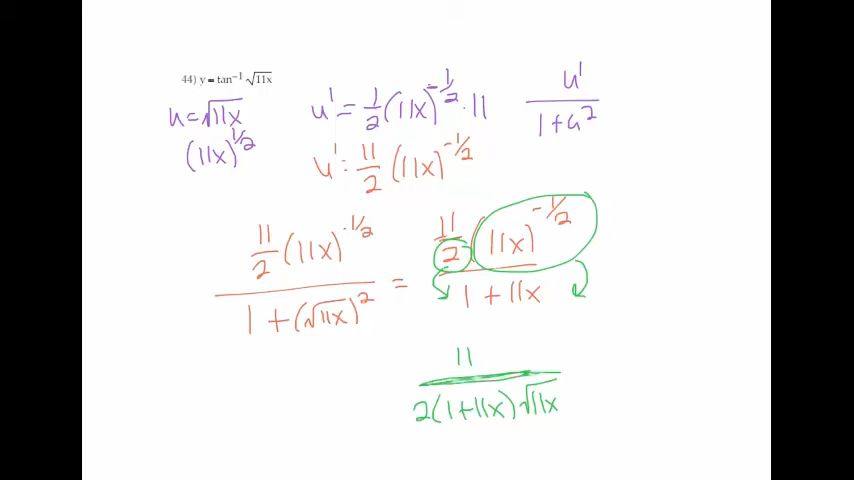 44) y = tan⁻¹ √11x
u = √11x
(11x)^1/2
u' = 1/2 (11x)^-1/2 · 11
u' : 11/2 (11x)^-1/2
u' / 1+u²
11/2 (11x)^-1/2 / 1 + (√11x)² = 11/2 (11x)^-1/2 / 1 + 11x
11 / 2(1+11x) √11x